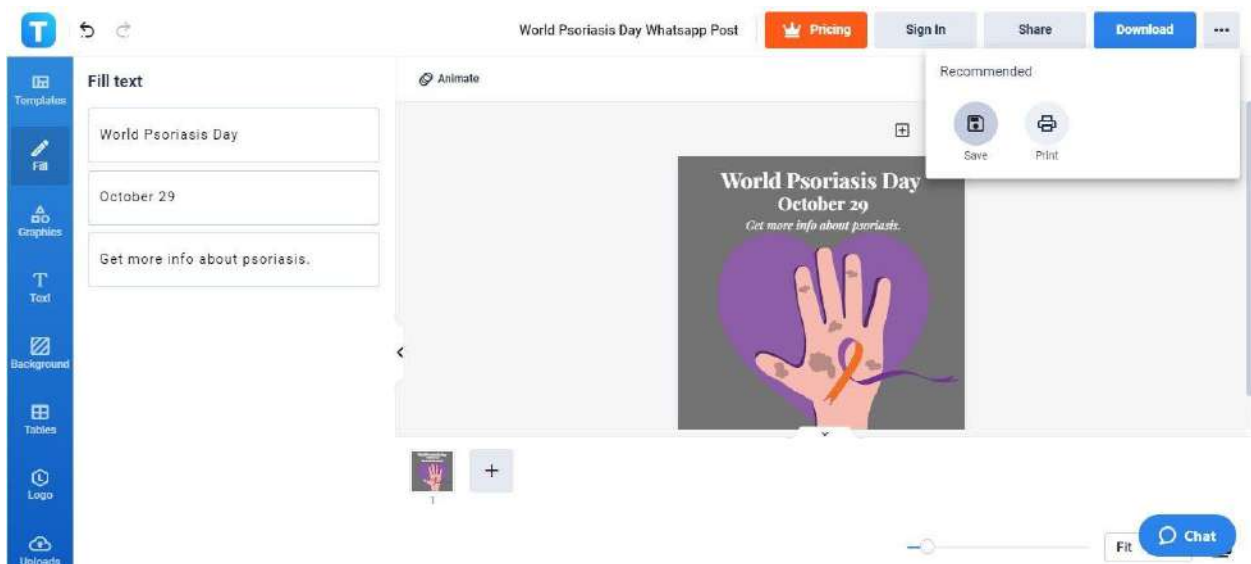 T
World Psoriasis Day Whatsapp Post
Pricing
Sign In
Share
Download
Templates
Fill
Graphics
Text
Background
Tables
Logo
Uploads
Fill text
World Psoriasis Day
October 29
Get more info about psoriasis.
Animate
Recommended
Save
Print
World Psoriasis Day
October 29
Get more info about psoriasis.
1
Fit
Chat